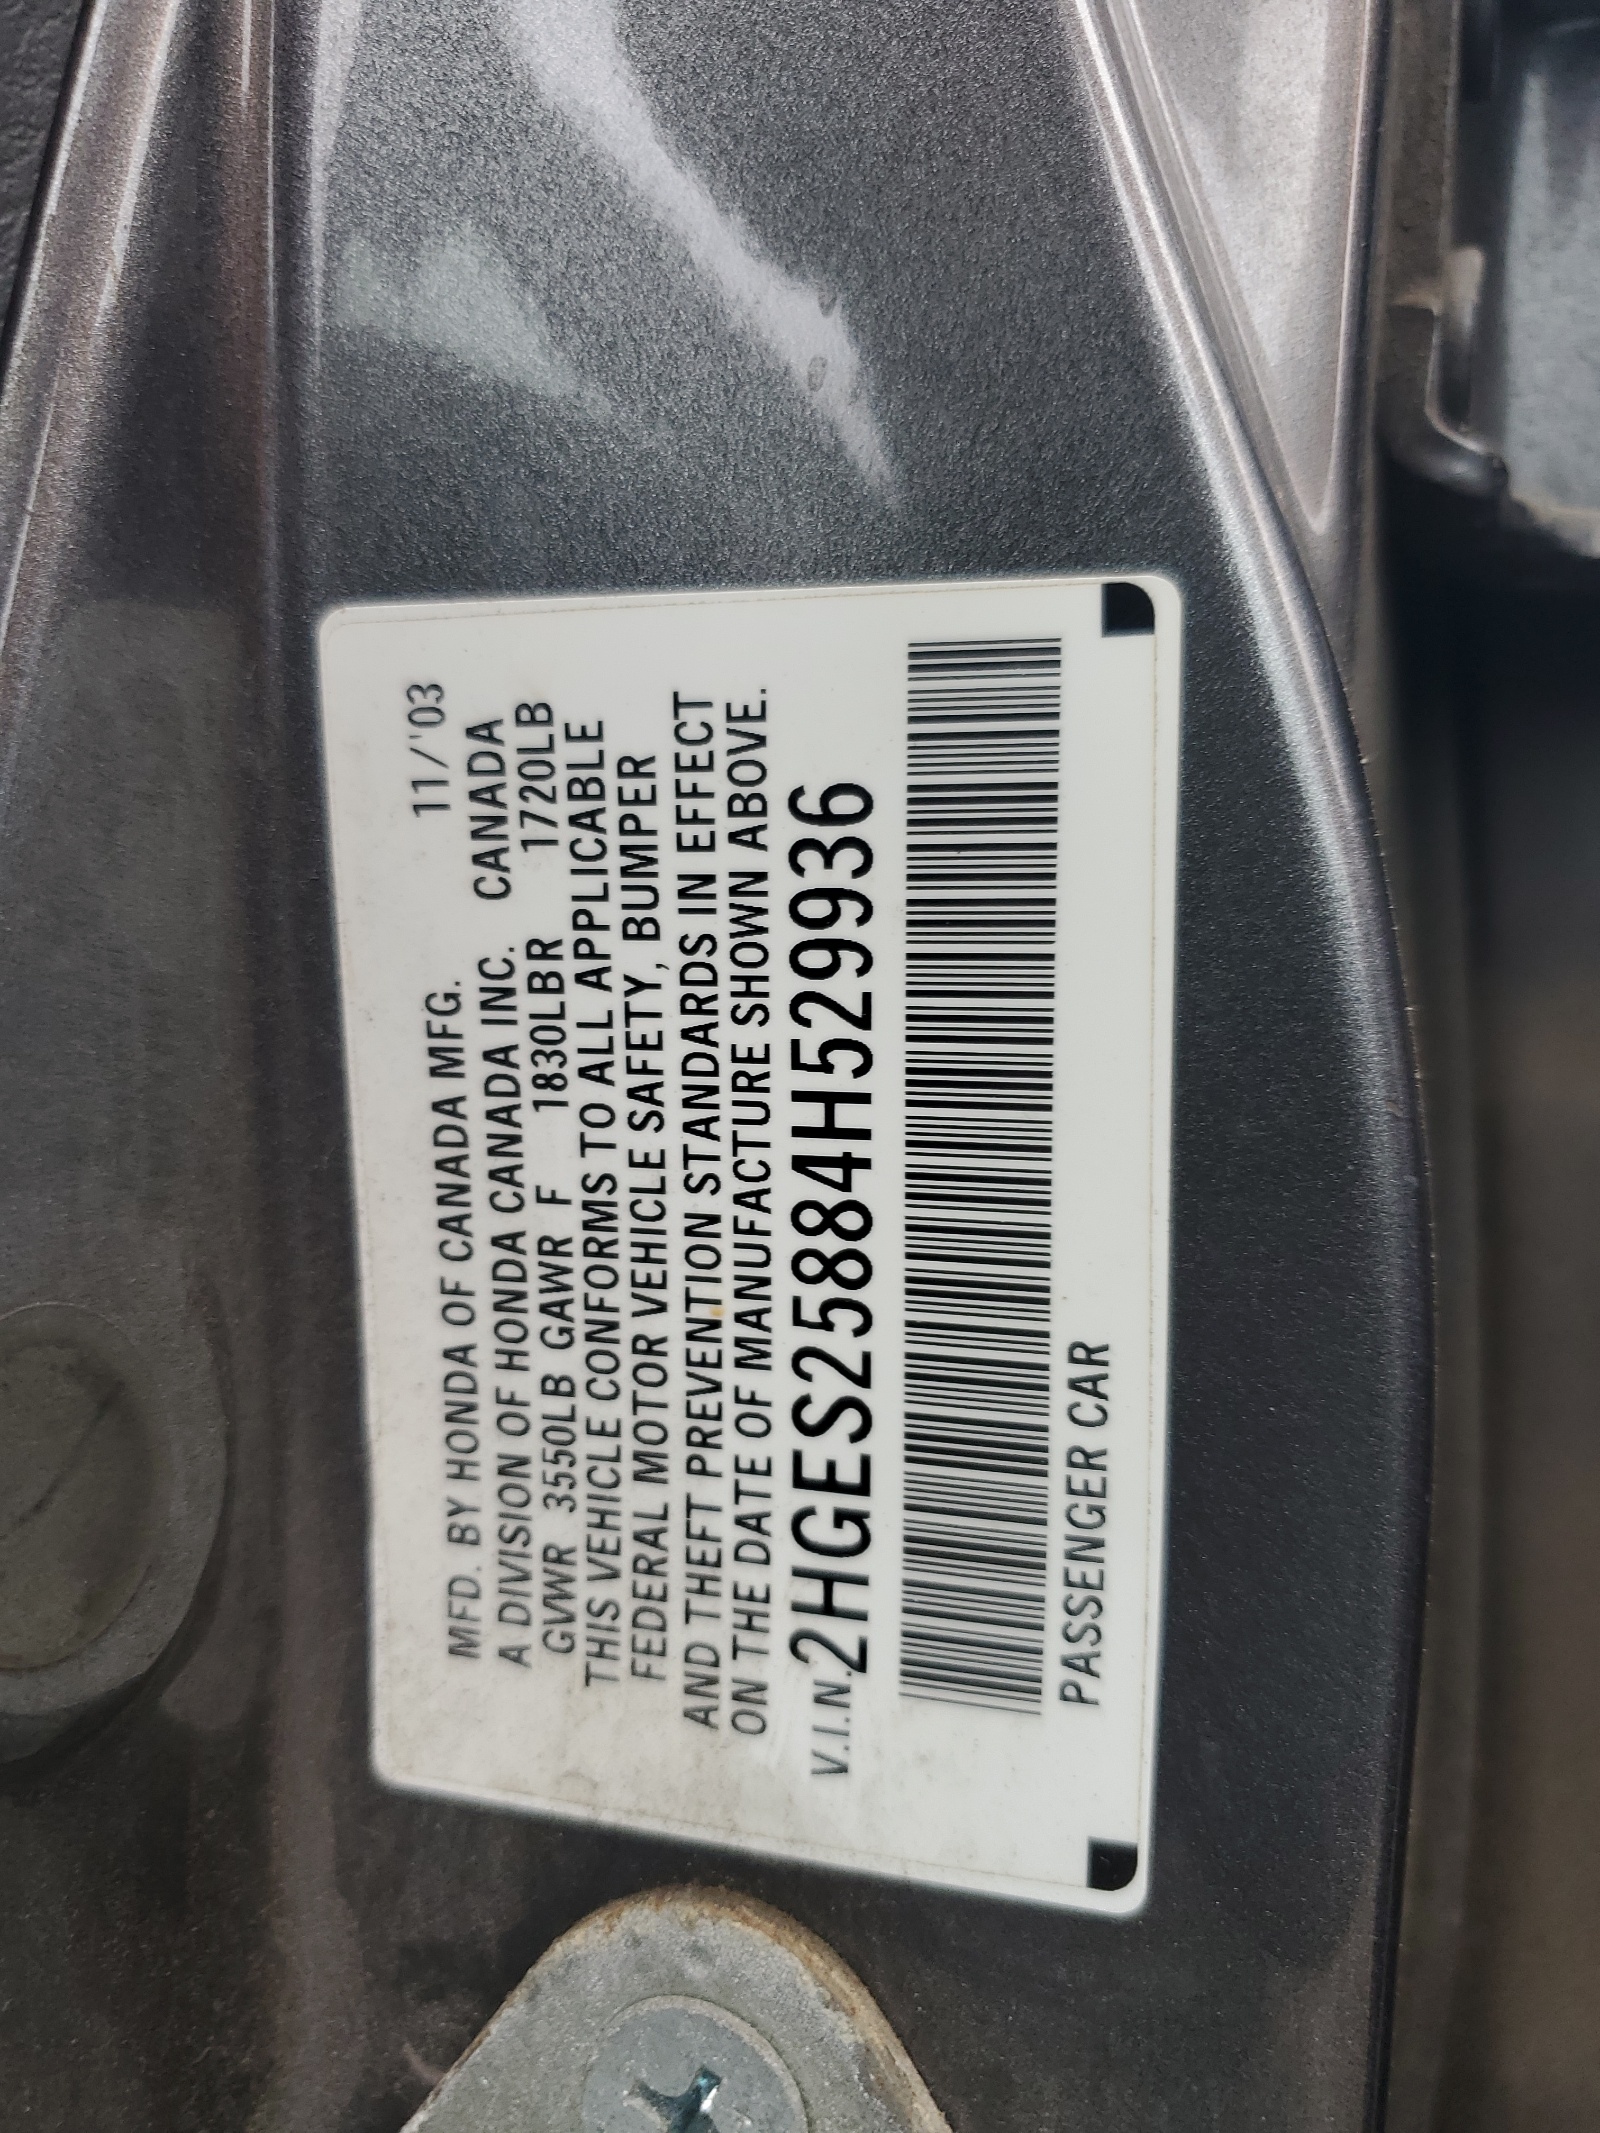 11/'03
MFD. BY HONDA OF CANADA MFG.
A DIVISION OF HONDA CANADA INC. CANADA
GVWR 3550LB GAWR F 1830LBR 1720LB
THIS VEHICLE CONFORMS TO ALL APPLICABLE
FEDERAL MOTOR VEHICLE SAFETY, BUMPER
AND THEFT PREVENTION STANDARDS IN EFFECT
ON THE DATE OF MANUFACTURE SHOWN ABOVE.
V.I.N. 2HGES25884H529936
PASSENGER CAR